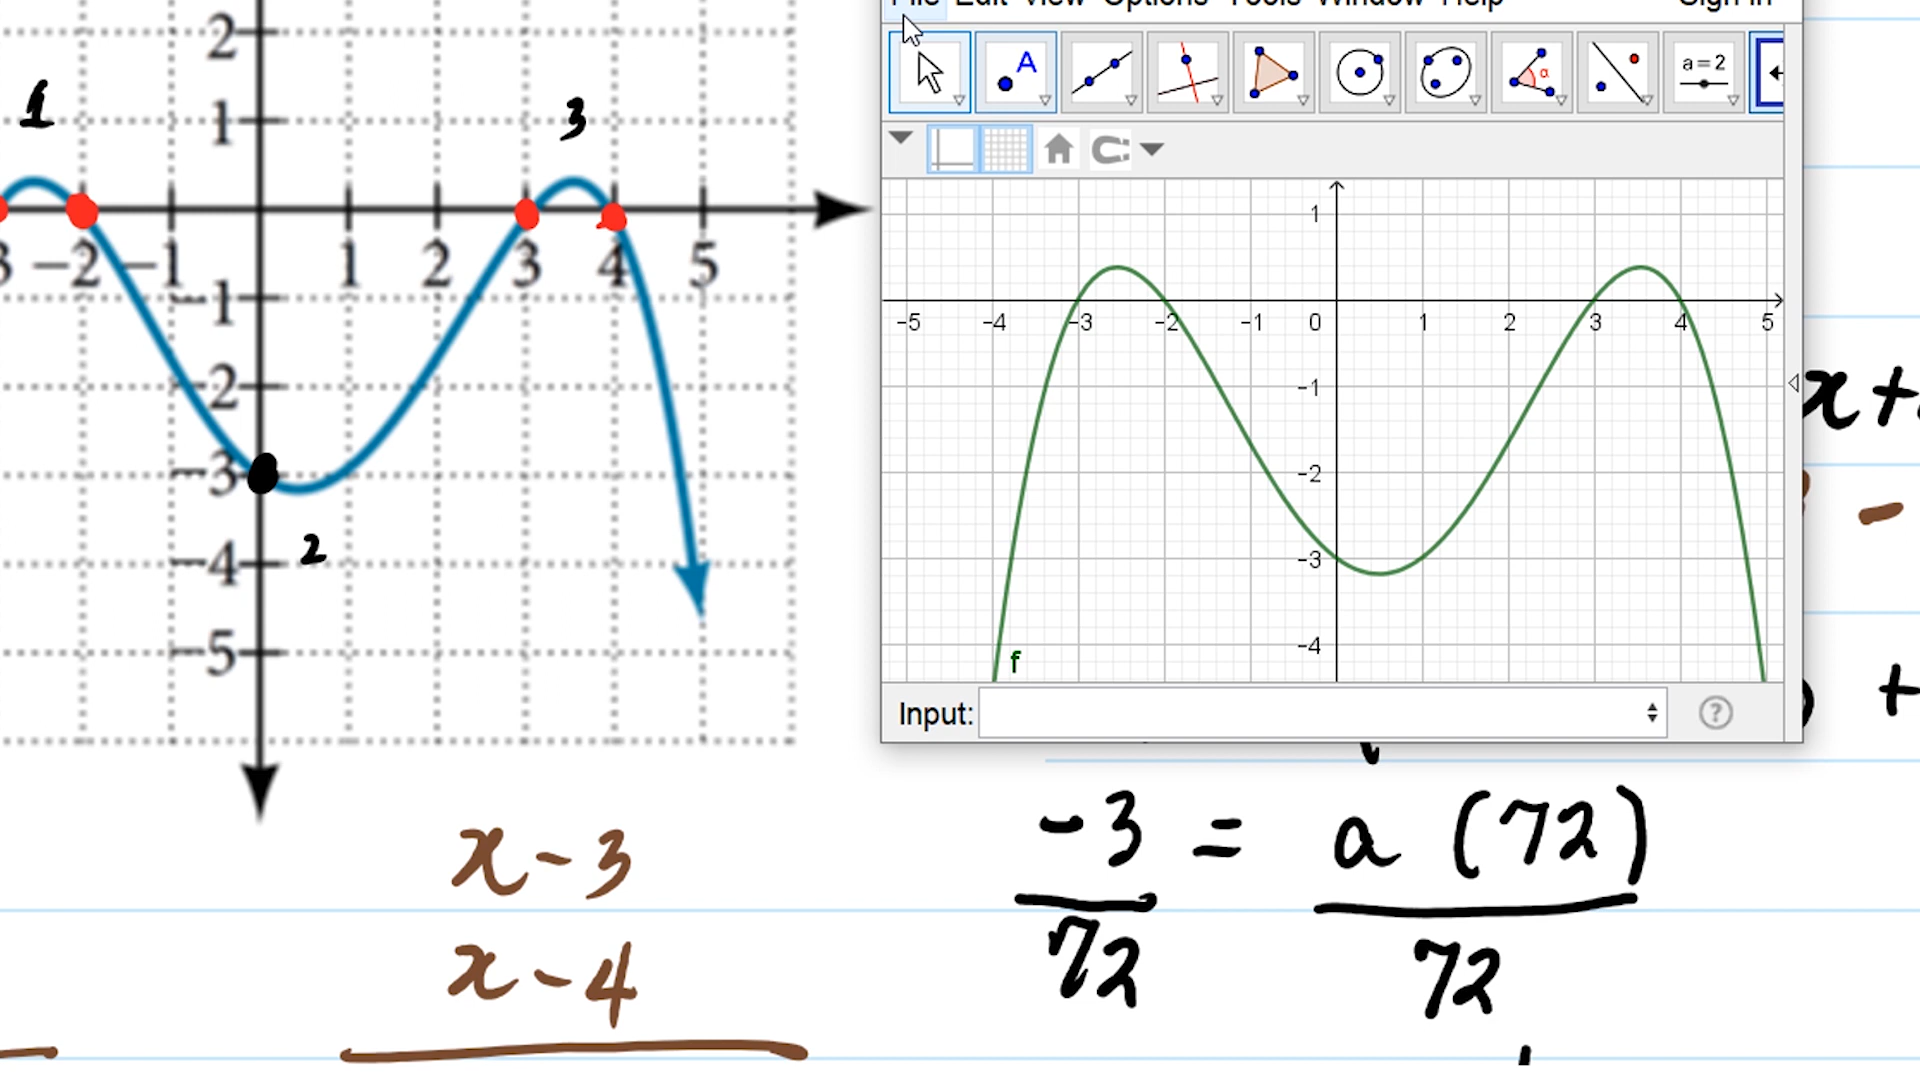 2
1
1
3
3 -2 -1 1 2 3 4 5
-1
-2
-3
2
-4
-5
File Edit View Options Tools Window Help Sign in
A α a=2
1
-5 -4 -3 -2 -1 0 1 2 3 4 5
-1
-2
-3
-4
f
Input: ?
x+
-
+
x-3
x-4
-3 = a (72)
72 72